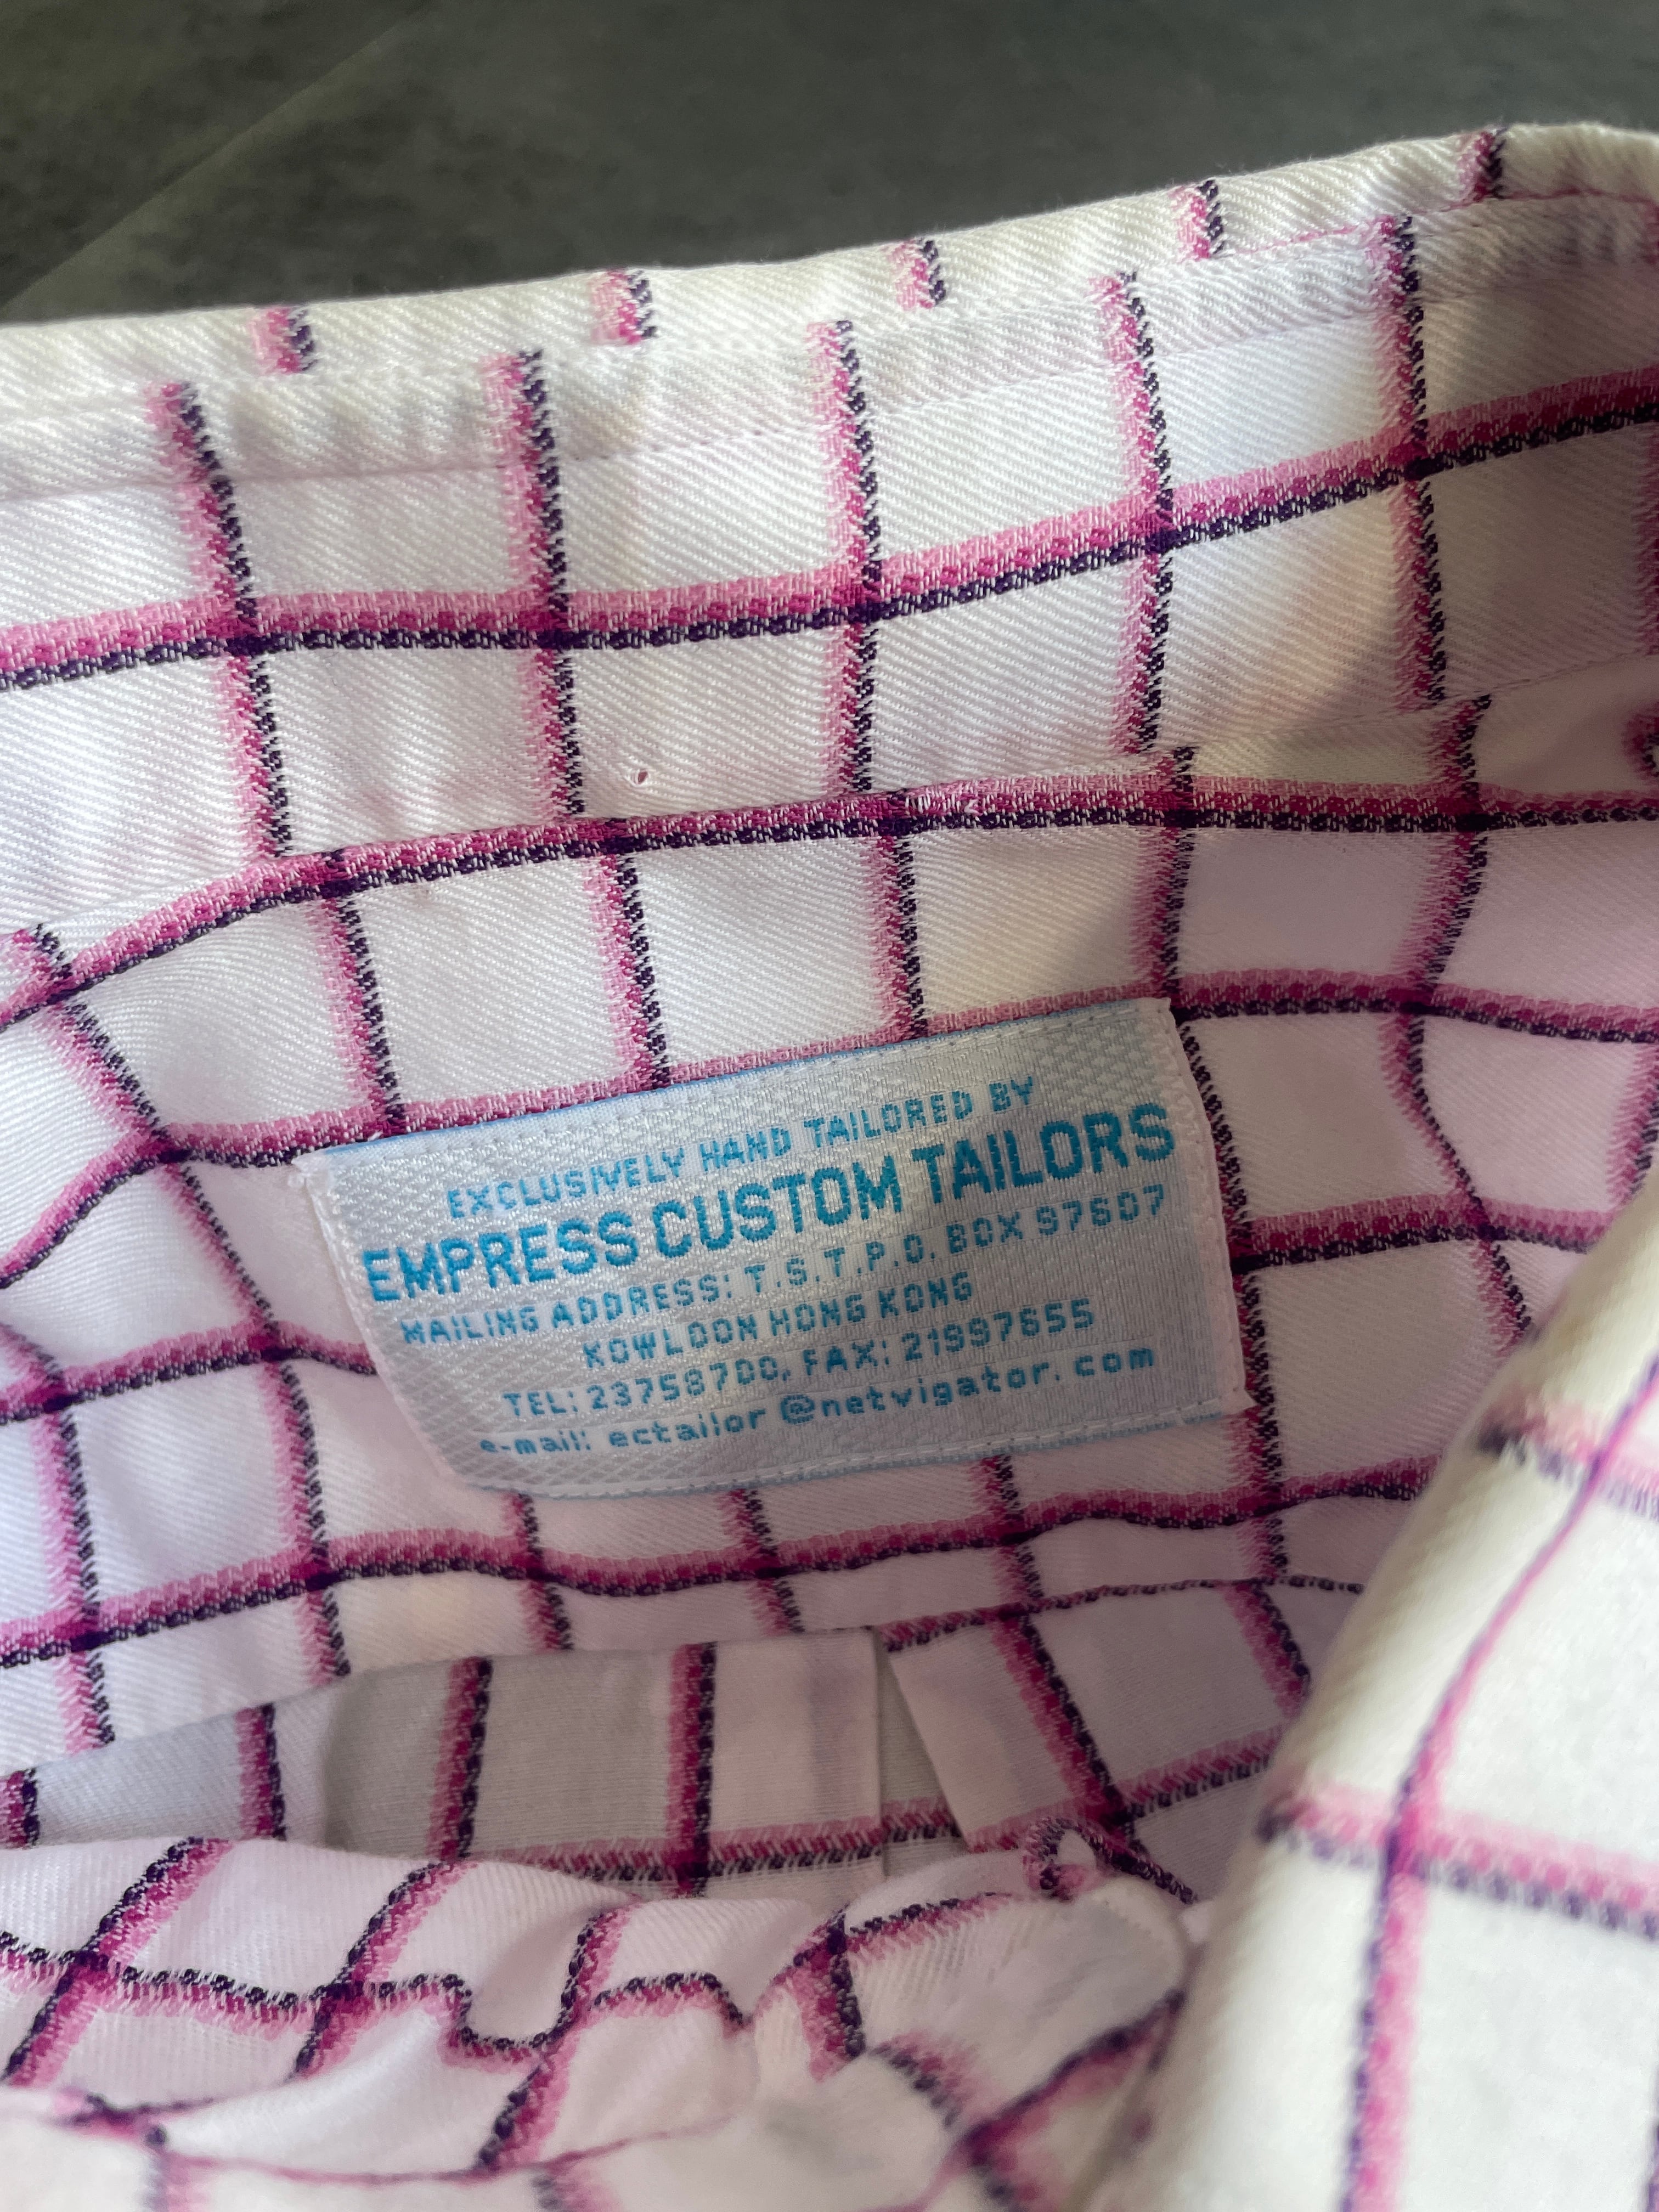 EXCLUSIVELY HAND TAILORED BY
EMPRESS CUSTOM TAILORS
MAILING ADDRESS: T.S.T.P.O. BOX 97607
KOWLOON HONG KONG
TEL: 23758700, FAX: 21997655
e-mail: ectailor @netvigator. com